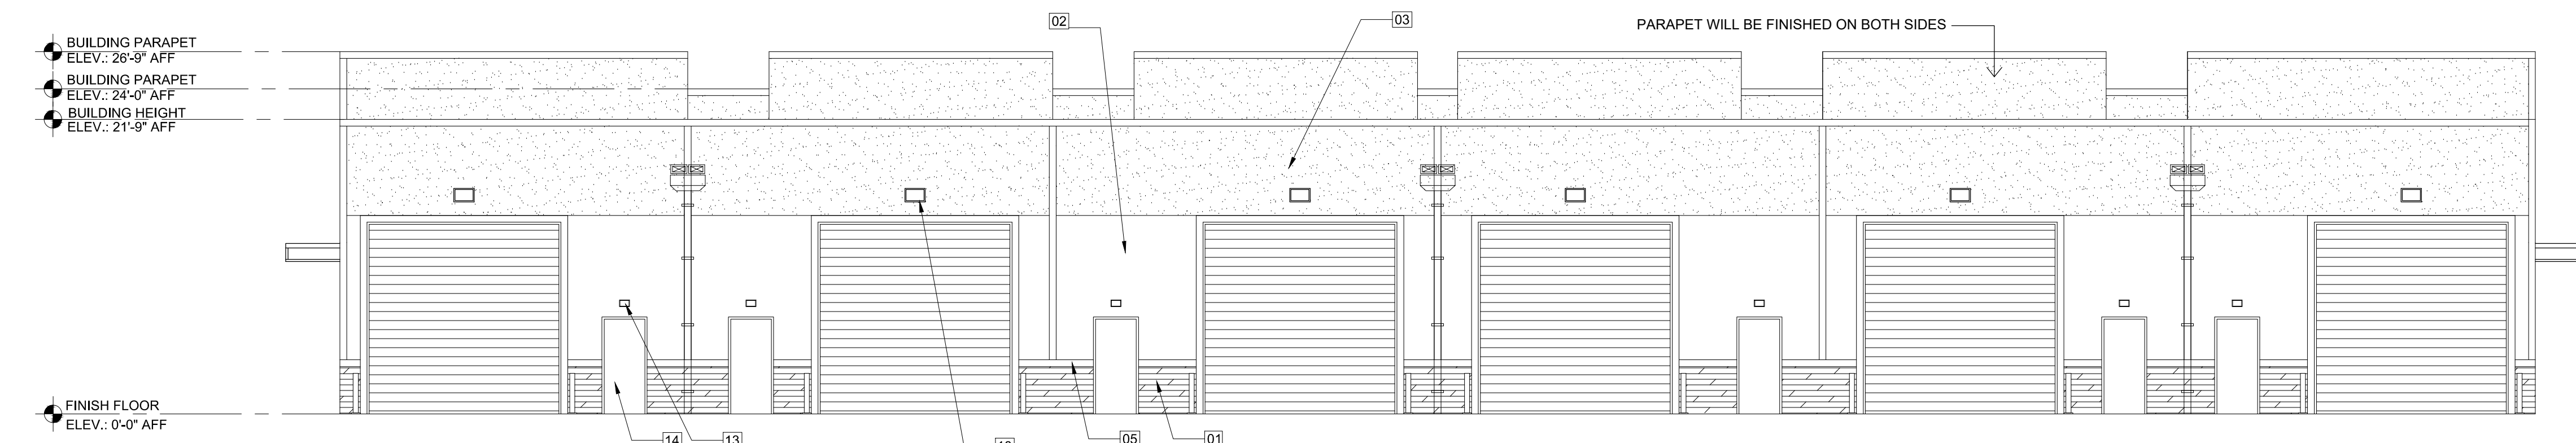 02
03
PARAPET WILL BE FINISHED ON BOTH SIDES
BUILDING PARAPET
ELEV.: 26'-9" AFF
BUILDING PARAPET
ELEV.: 24'-0" AFF
BUILDING HEIGHT
ELEV.: 21'-9" AFF
FINISH FLOOR
ELEV.: 0'-0" AFF
14
13
05
01